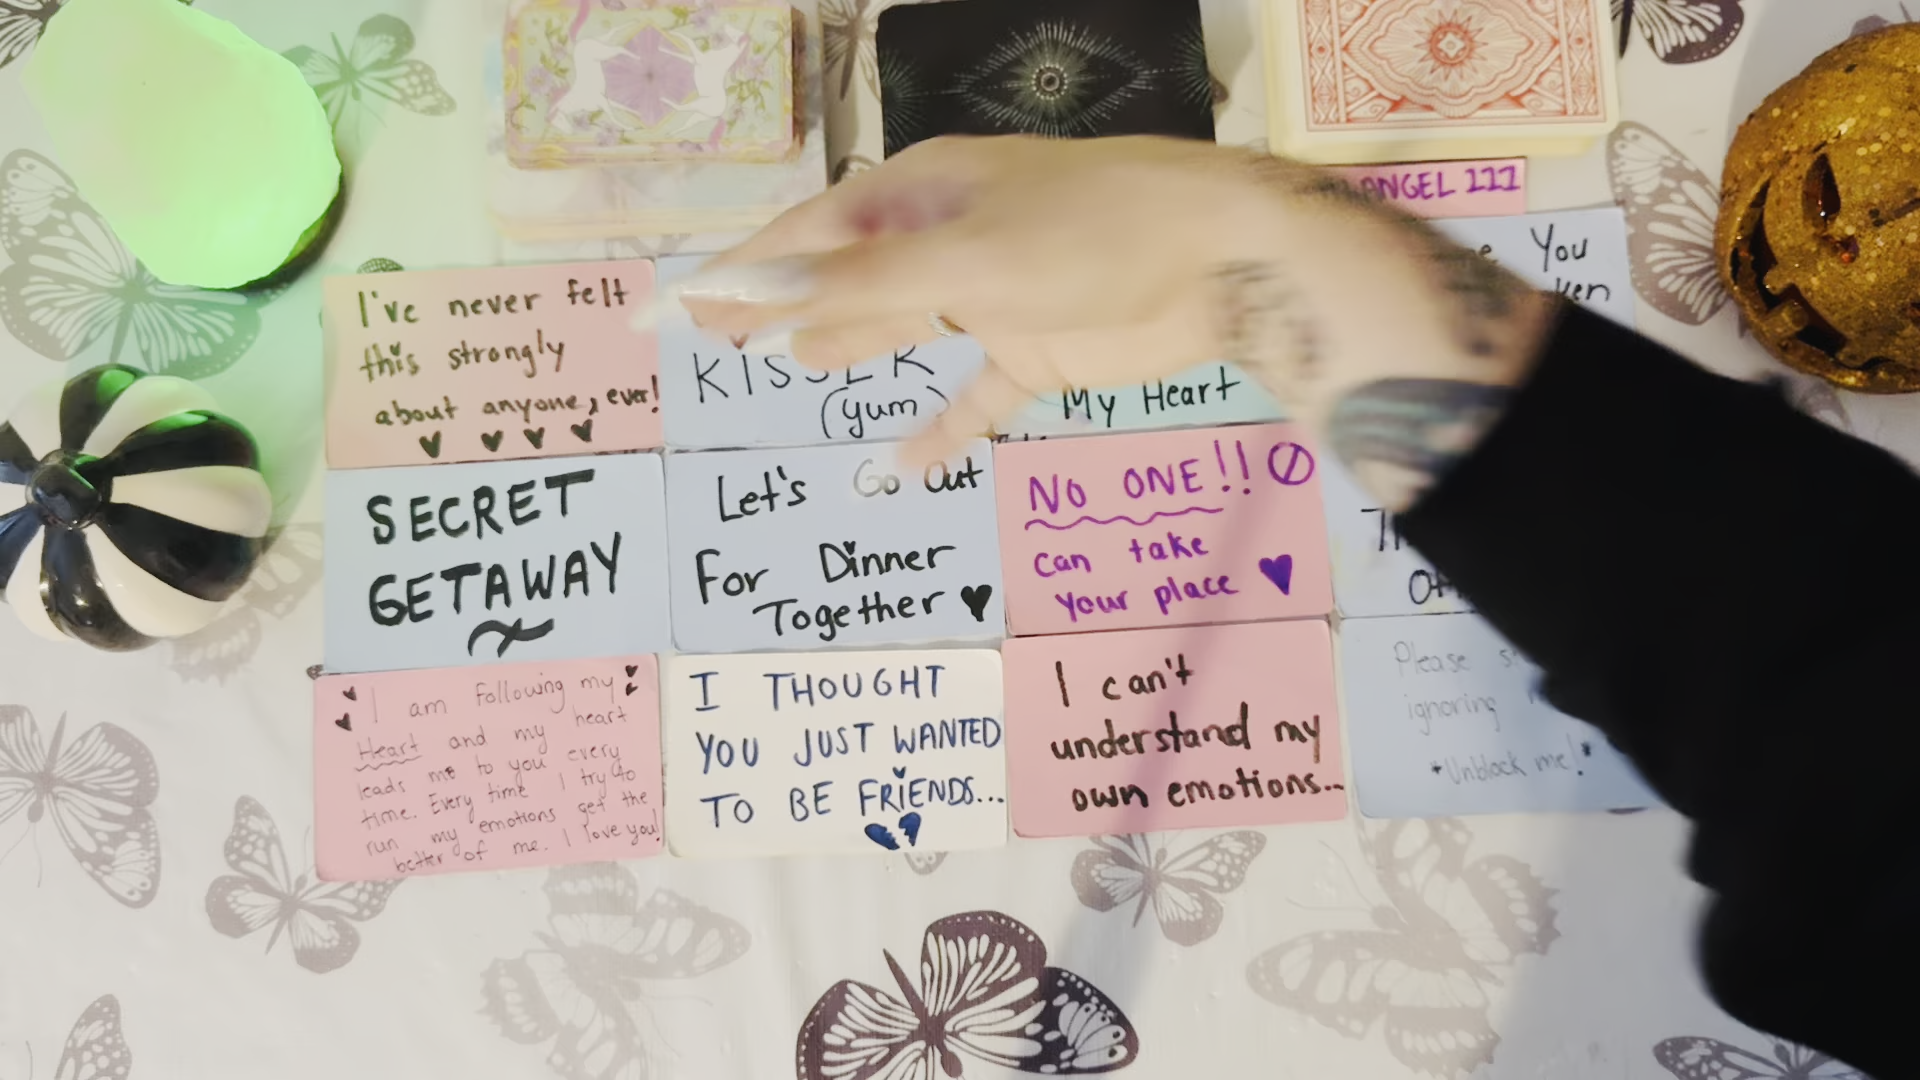 ANGEL 111
I've never felt
this strongly
about anyone, ever!
KISSER
(yum)
My Heart
You
SECRET
GETAWAY
Let's Go Out
For Dinner
Together
NO ONE!!
can take
your place
I am following my
Heart and my heart
leads me to you every
time. Every time I try to
run my emotions get the
better of me. I love you!
I THOUGHT
YOU JUST WANTED
TO BE FRIENDS...
I can't
understand my
own emotions...
Please
ignoring
*Unblock me!*